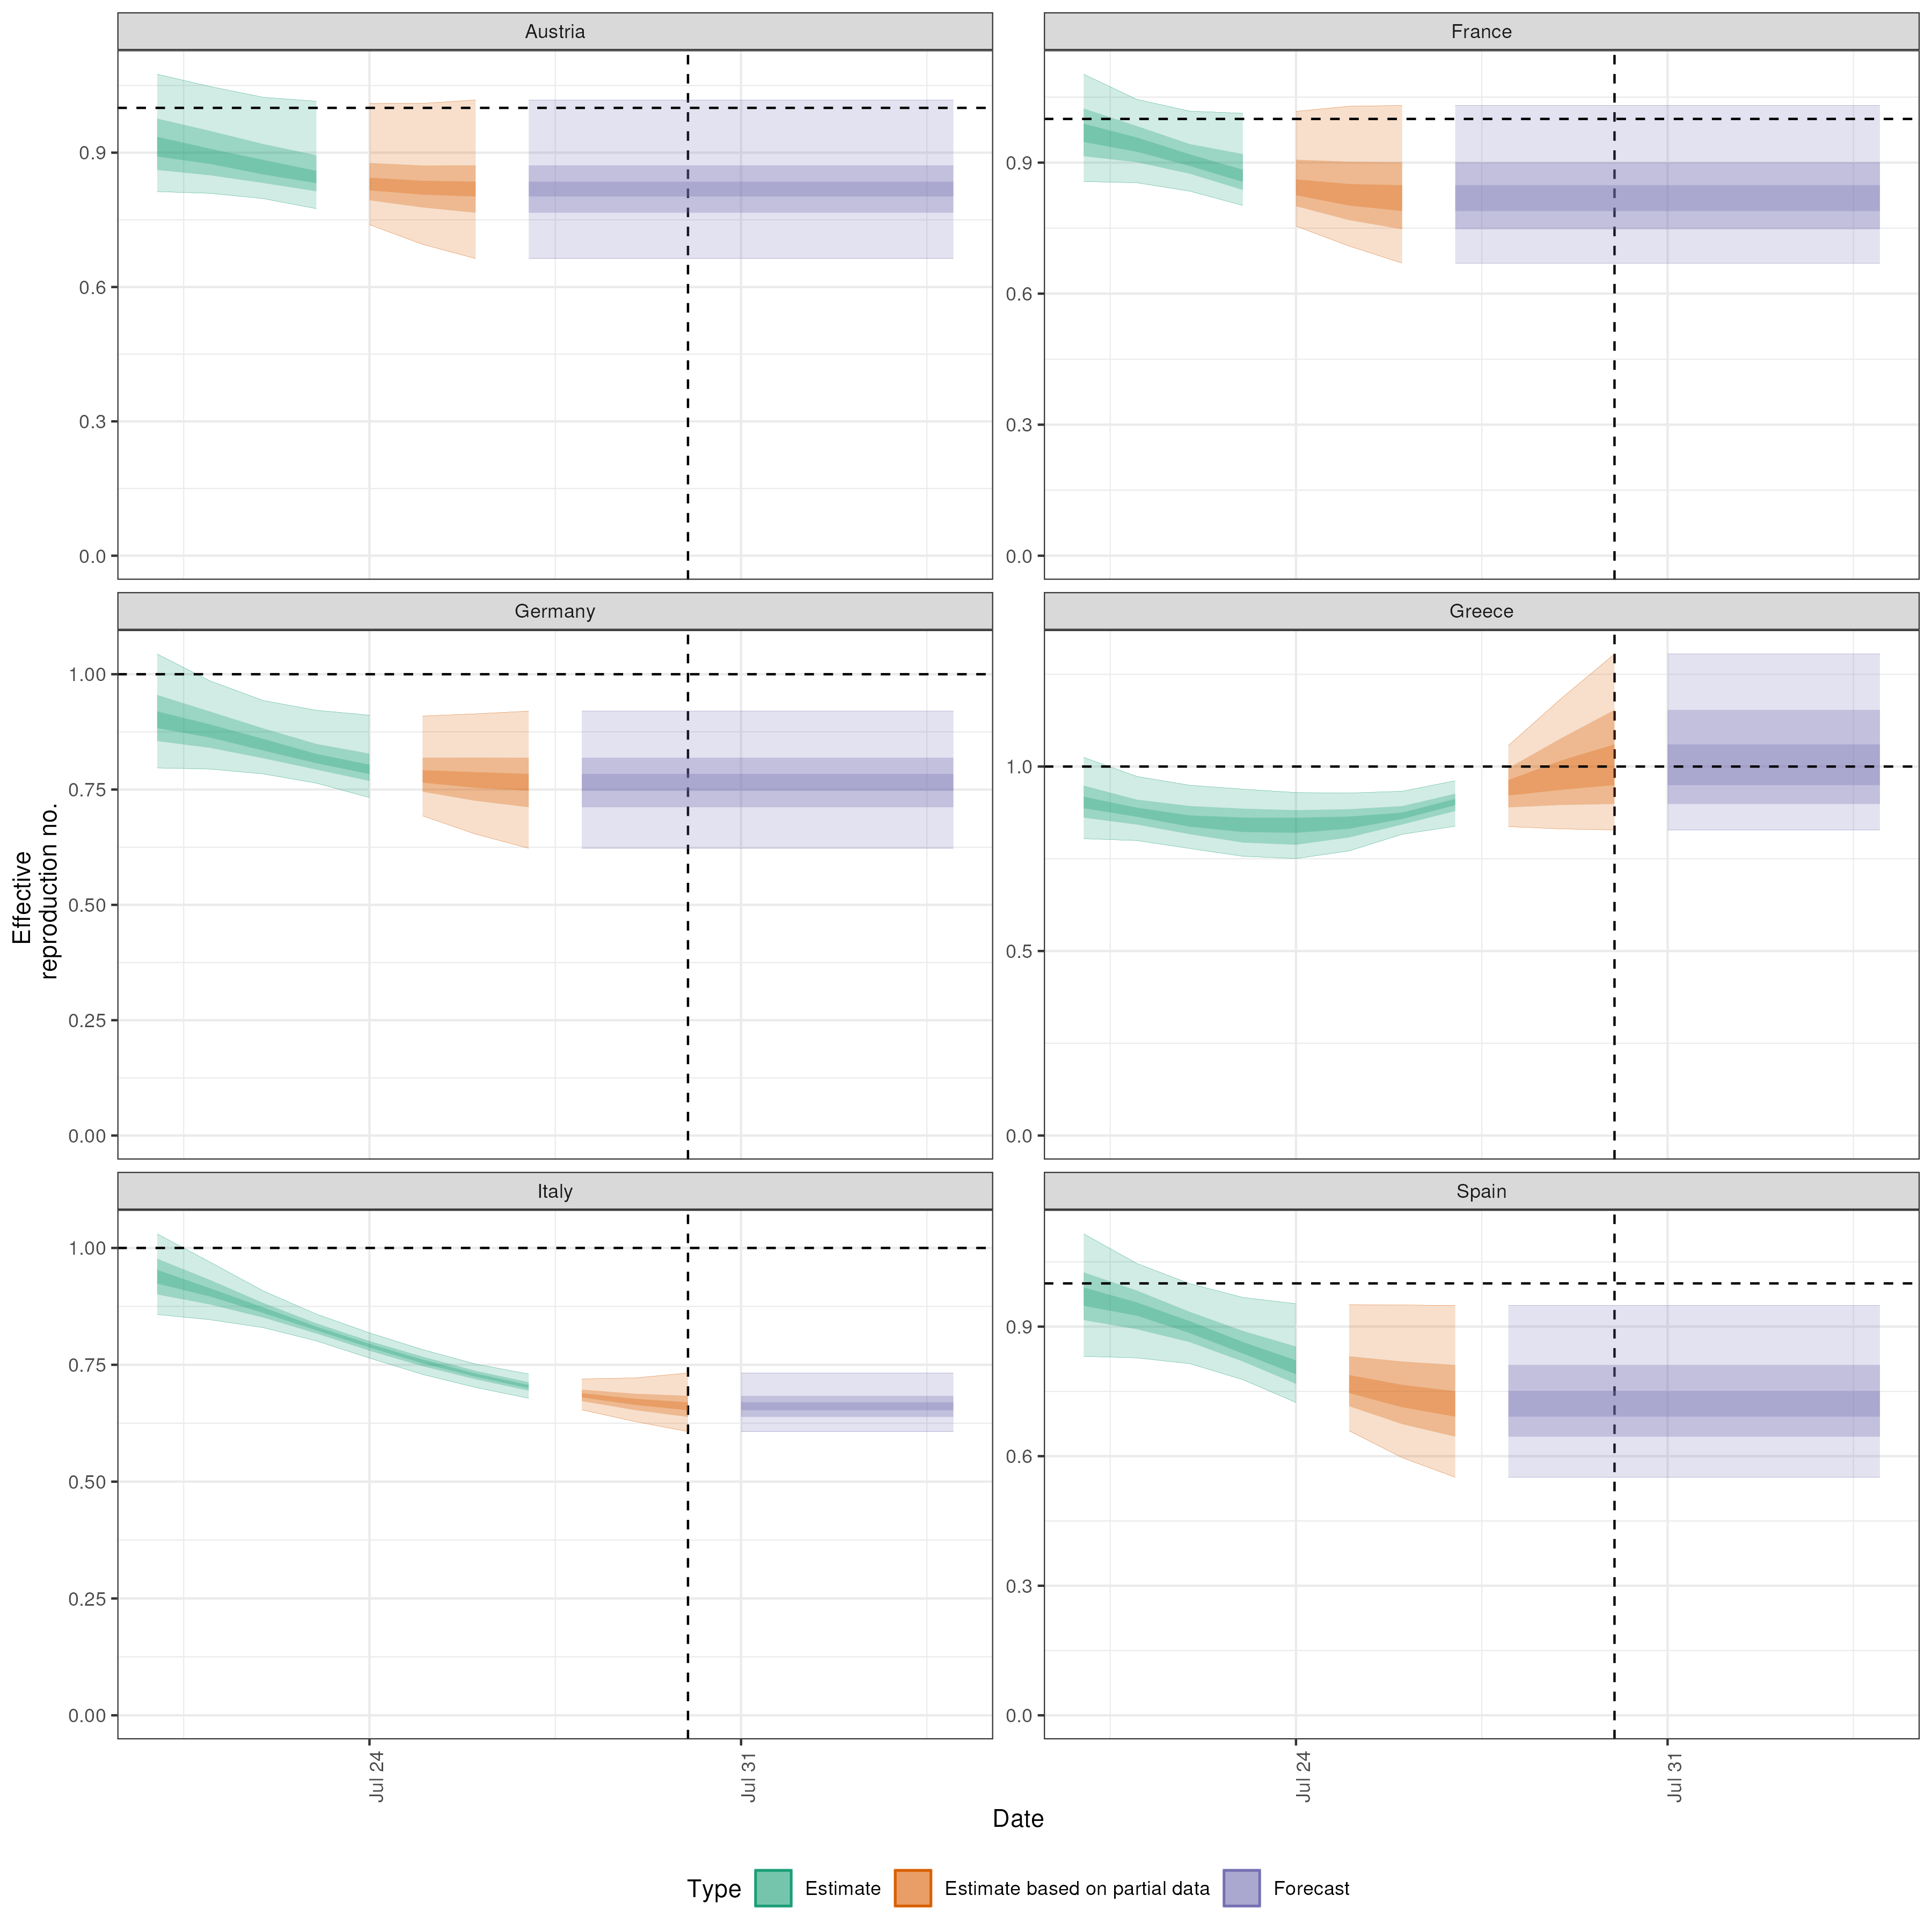 Austria
France
0.9
0.6
0.3
0.0
0.9
0.6
0.3
0.0
Germany
Greece
1.00
0.75
0.50
0.25
0.00
1.0
0.5
0.0
Effective
reproduction no.
Italy
Spain
1.00
0.75
0.50
0.25
0.00
0.9
0.6
0.3
0.0
Jul 24
Jul 31
Jul 24
Jul 31
Date
Type
Estimate
Estimate based on partial data
Forecast